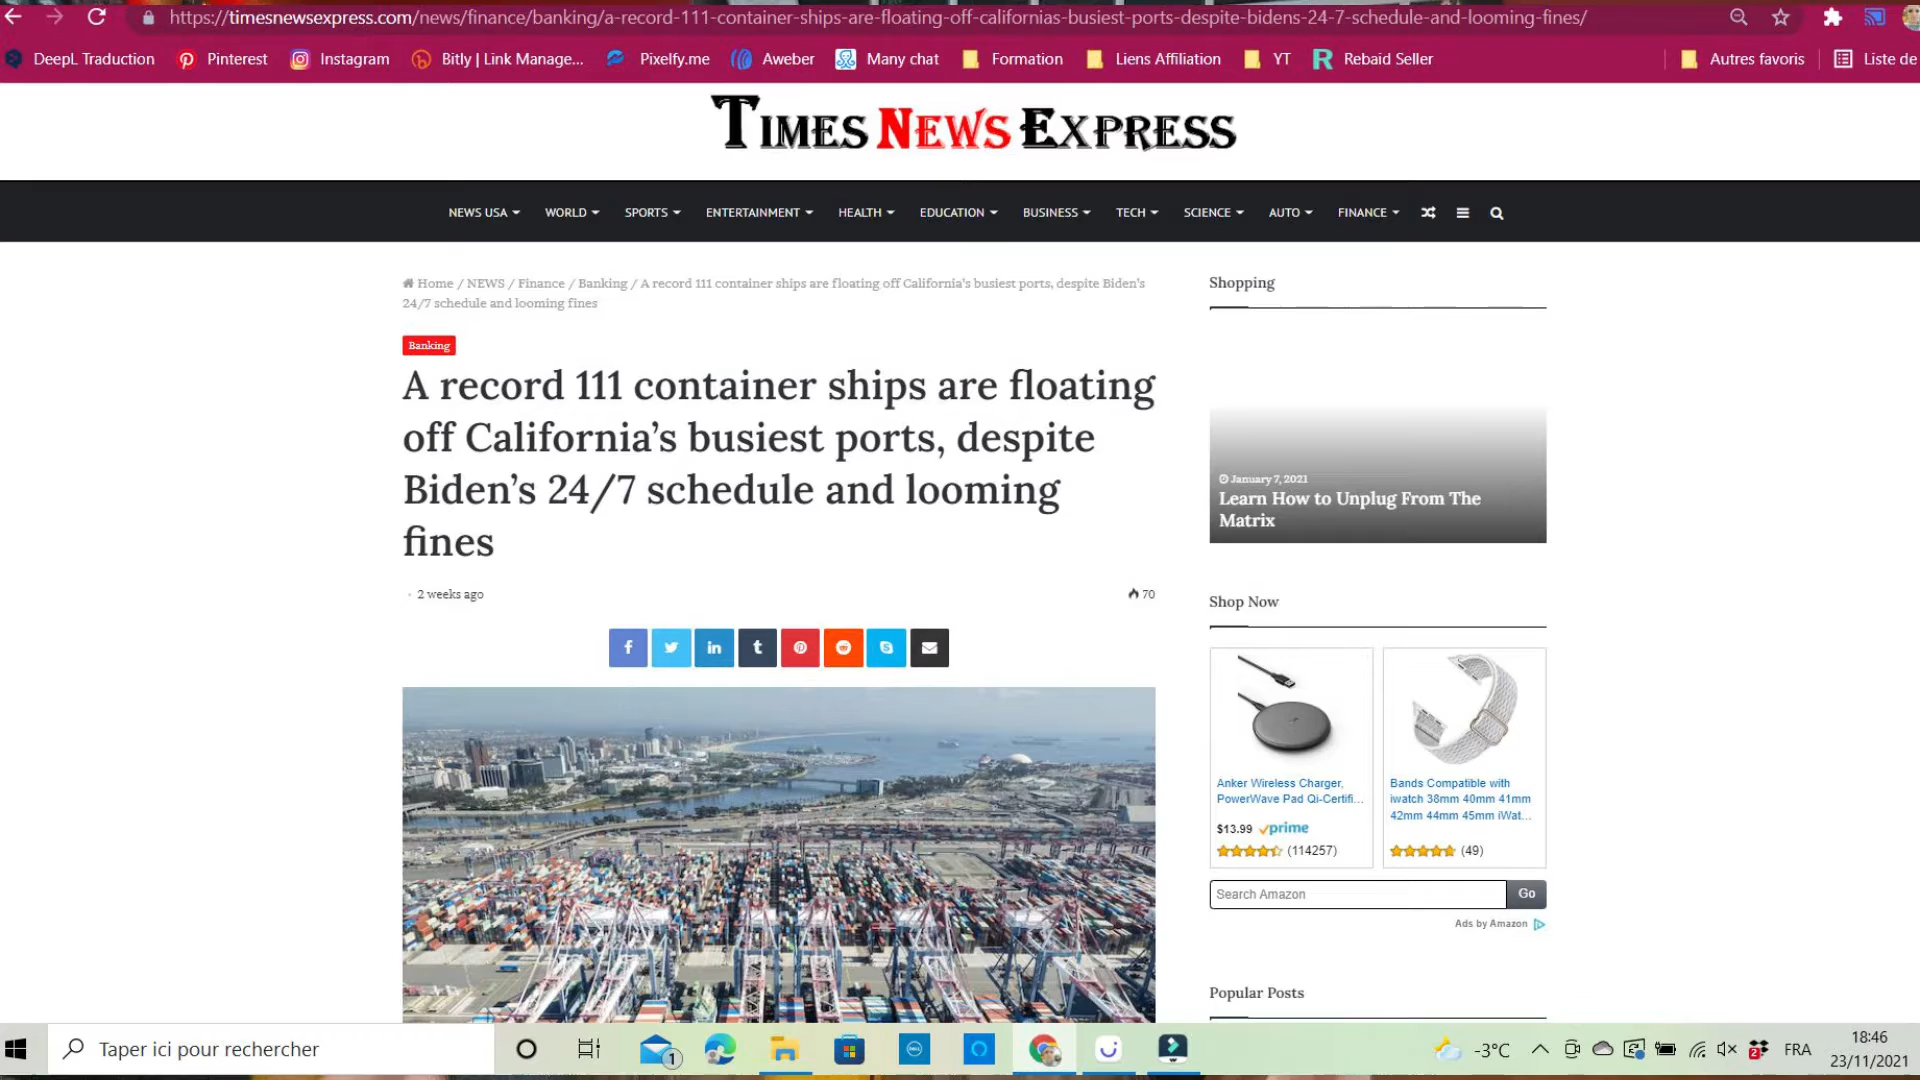 https://timesnewsexpress.com/news/finance/banking/a-record-111-container-ships-are-floating-off-californias-busiest-ports-despite-bidens-24-7-schedule-and-looming-fines/
DeepL Traduction
Pinterest
Instagram
Bitly | Link Manage...
Pixelfy.me
Aweber
Many chat
Formation
Liens Affiliation
YT
Rebaid Seller
Autres favoris
Liste de
TIMES NEWS EXPRESS
NEWS USA
WORLD
SPORTS
ENTERTAINMENT
HEALTH
EDUCATION
BUSINESS
TECH
SCIENCE
AUTO
FINANCE
Home / NEWS / Finance / Banking / A record 111 container ships are floating off California's busiest ports, despite Biden's
24/7 schedule and looming fines
Banking
A record 111 container ships are floating
off California's busiest ports, despite
Biden's 24/7 schedule and looming
fines
2 weeks ago
70
Shopping
January 7, 2021
Learn How to Unplug From The
Matrix
Shop Now
Anker Wireless Charger,
PowerWave Pad Qi-Certifi...
$13.99 prime
(114257)
Bands Compatible with
iwatch 38mm 40mm 41mm
42mm 44mm 45mm iWat...
(49)
Search Amazon
Go
Ads by Amazon
Popular Posts
Taper ici pour rechercher
1
DELL
-3°C
2
FRA
18:46
23/11/2021